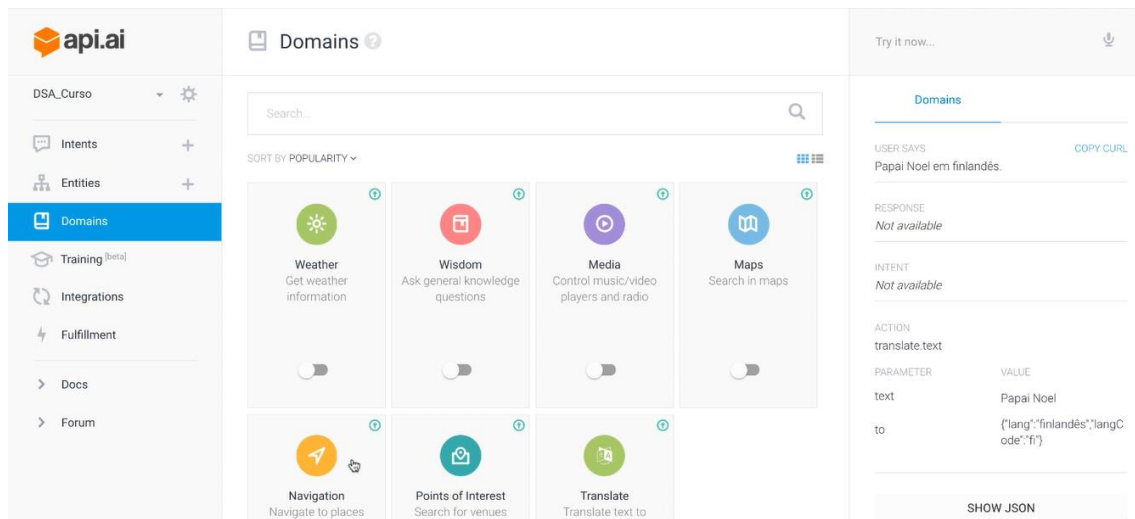 api.ai
DSA_Curso
Intents
Entities
Domains
Training [beta]
Integrations
Fulfillment
Docs
Forum
Domains
Search...
SORT BY POPULARITY
Weather
Get weather
information
Wisdom
Ask general knowledge
questions
Media
Control music/video
players and radio
Maps
Search in maps
Navigation
Navigate to places
Points of Interest
Search for venues
Translate
Translate text to
Try it now...
Domains
USER SAYS COPY CURL
Papai Noel em finlandês.
RESPONSE
Not available
INTENT
Not available
ACTION
translate.text
PARAMETER VALUE
text Papai Noel
to {"lang":"finlandês","langC
ode":"fi"}
SHOW JSON